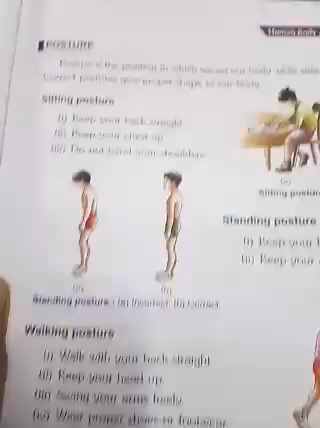 Human Body
POSTURE
Posture is the position in which we use our body while
Correct postures give proper shape to our body.
Sitting posture
(i) Keep your back straight
(ii) Keep your chest up
(iii) Do not bend your shoulders
(a)
Sitting posture
Standing posture
(i) Keep your
(ii) Keep your
(a) (b)
Standing posture : (a) Incorrect (b) Correct
Walking posture
(i) Walk with your back straight
(ii) Keep your head up.
(iii) Swing your arms freely.
(iv) Wear proper shoes or footwear